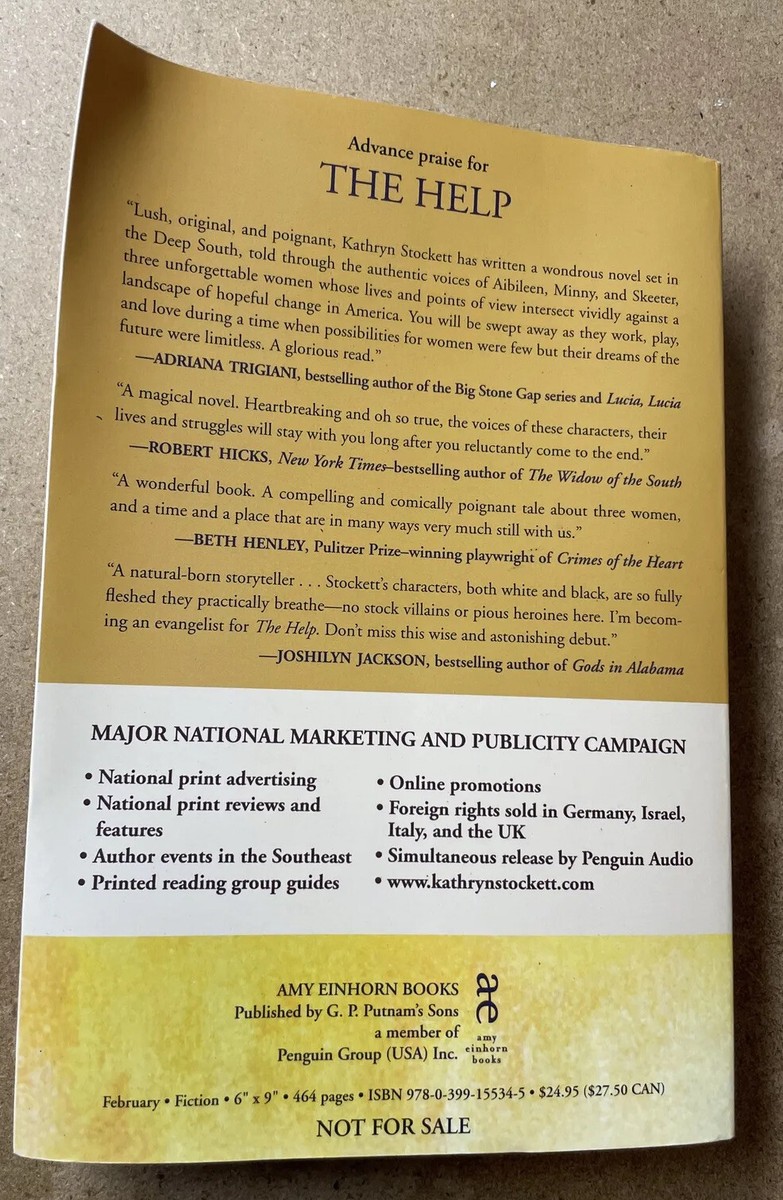 Advance praise for
THE HELP
“Lush, original, and poignant, Kathryn Stockett has written a wondrous novel set in
the Deep South, told through the authentic voices of Aibileen, Minny, and Skeeter,
three unforgettable women whose lives and points of view intersect vividly against a
landscape of hopeful change in America. You will be swept away as they work, play,
and love during a time when possibilities for women were few but their dreams of the
future were limitless. A glorious read.”
—ADRIANA TRIGIANI, bestselling author of the Big Stone Gap series and Lucia, Lucia
“A magical novel. Heartbreaking and oh so true, the voices of these characters, their
lives and struggles will stay with you long after you reluctantly come to the end.”
—ROBERT HICKS, New York Times–bestselling author of The Widow of the South
“A wonderful book. A compelling and comically poignant tale about three women,
and a time and a place that are in many ways very much still with us.”
—BETH HENLEY, Pulitzer Prize–winning playwright of Crimes of the Heart
“A natural-born storyteller . . . Stockett’s characters, both white and black, are so fully
fleshed they practically breathe—no stock villains or pious heroines here. I’m becom-
ing an evangelist for The Help. Don’t miss this wise and astonishing debut.”
—JOSHILYN JACKSON, bestselling author of Gods in Alabama
MAJOR NATIONAL MARKETING AND PUBLICITY CAMPAIGN
• National print advertising
• National print reviews and
features
• Author events in the Southeast
• Printed reading group guides
• Online promotions
• Foreign rights sold in Germany, Israel,
Italy, and the UK
• Simultaneous release by Penguin Audio
• www.kathrynstockett.com
AMY EINHORN BOOKS
Published by G. P. Putnam’s Sons
a member of
Penguin Group (USA) Inc.
æ
amy
einhorn
books
February • Fiction • 6" x 9" • 464 pages • ISBN 978-0-399-15534-5 • $24.95 ($27.50 CAN)
NOT FOR SALE